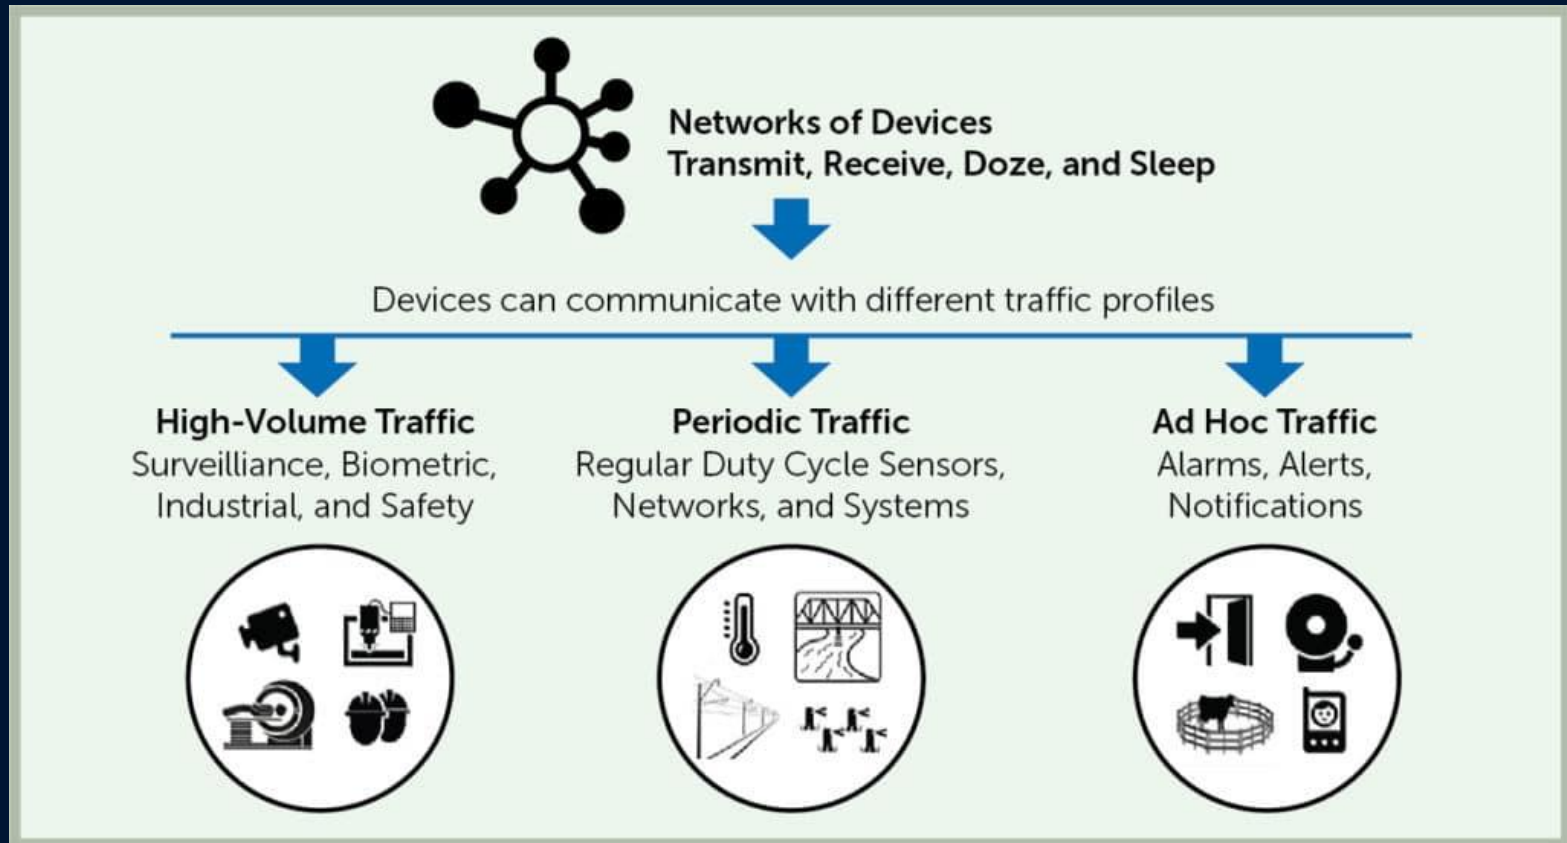 Networks of Devices
Transmit, Receive, Doze, and Sleep
Devices can communicate with different traffic profiles
High-Volume Traffic
Surveilliance, Biometric,
Industrial, and Safety
Periodic Traffic
Regular Duty Cycle Sensors,
Networks, and Systems
Ad Hoc Traffic
Alarms, Alerts,
Notifications